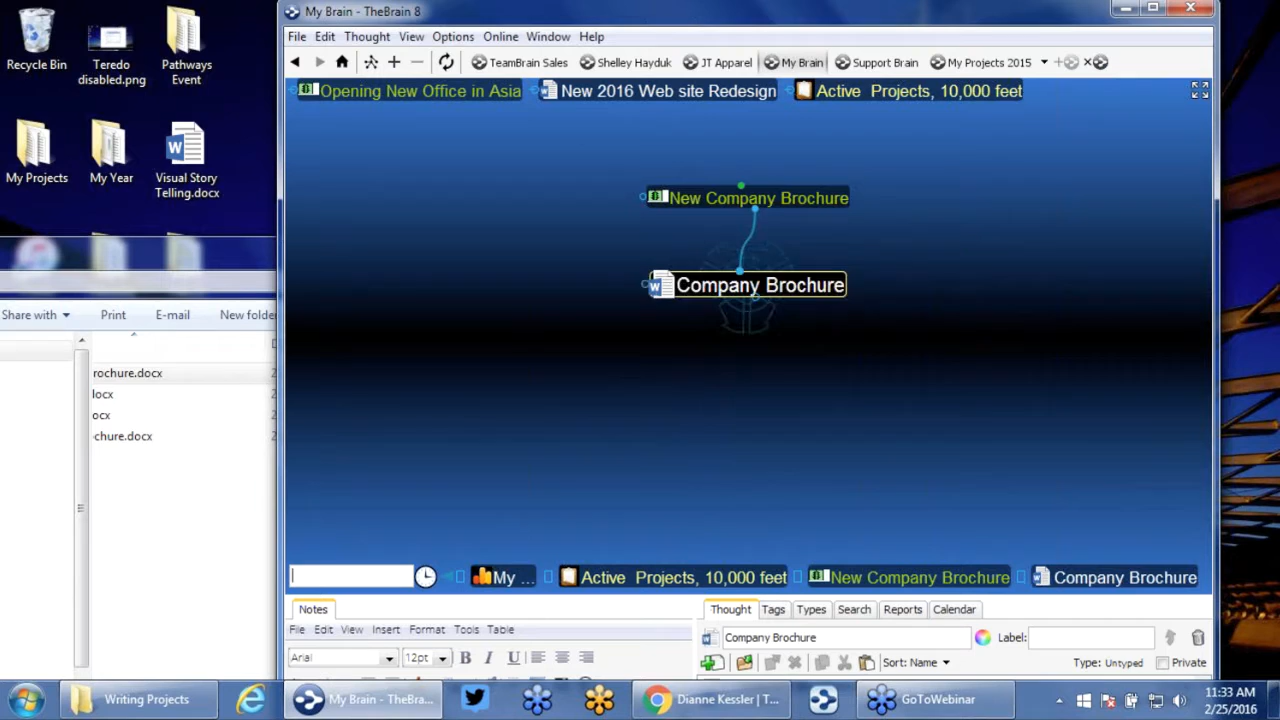 My Brain - TheBrain 8
File Edit Thought View Options Online Window Help
TeamBrain Sales Shelley Hayduk JT Apparel My Brain Support Brain My Projects 2015
Opening New Office in Asia New 2016 Web site Redesign Active Projects, 10,000 feet
Recycle Bin
Teredo
disabled.png
Pathways
Event
My Projects
My Year
Visual Story
Telling.docx
New Company Brochure
Company Brochure
Share with Print E-mail New folde
rochure.docx
locx
ocx
chure.docx
My ... Active Projects, 10,000 feet New Company Brochure Company Brochure
Notes
File Edit View Insert Format Tools Table
Arial 12pt B I U
Thought Tags Types Search Reports Calendar
Company Brochure Label:
Sort: Name Type: Untyped Private
Writing Projects
My Brain - TheBra...
Dianne Kessler | T...
GoToWebinar
11:33 AM
2/25/2016